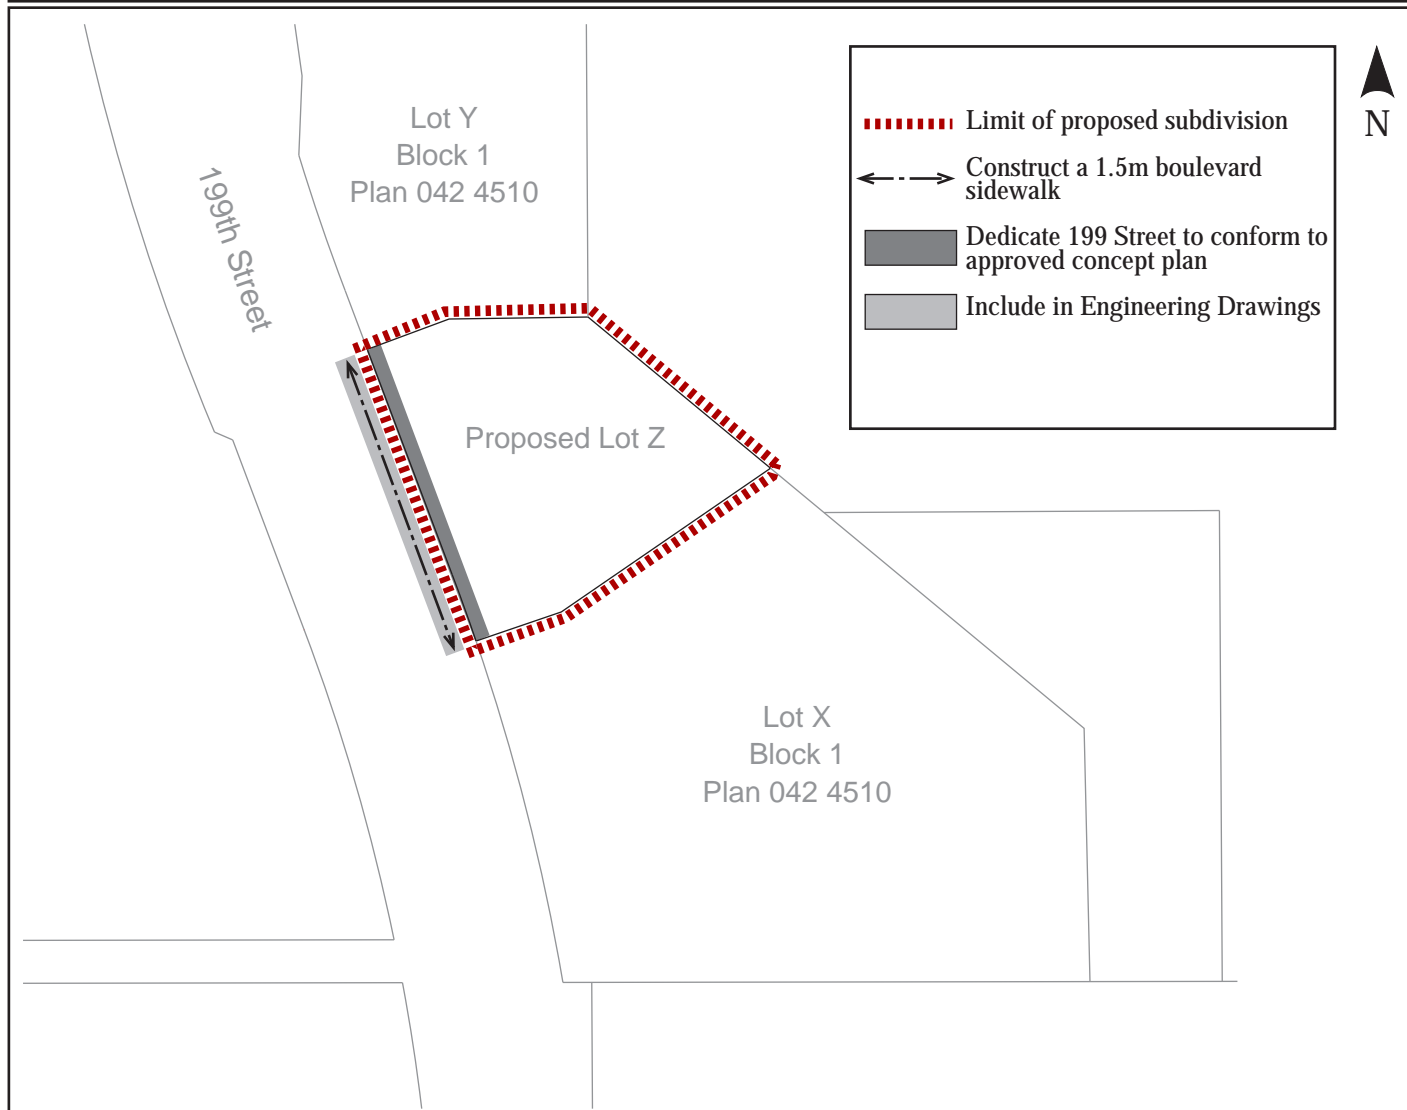 Lot Y
Block 1
Plan 042 4510
199th Street
Proposed Lot Z
Lot X
Block 1
Plan 042 4510
Limit of proposed subdivision
Construct a 1.5m boulevard
sidewalk
Dedicate 199 Street to conform to
approved concept plan
Include in Engineering Drawings
N